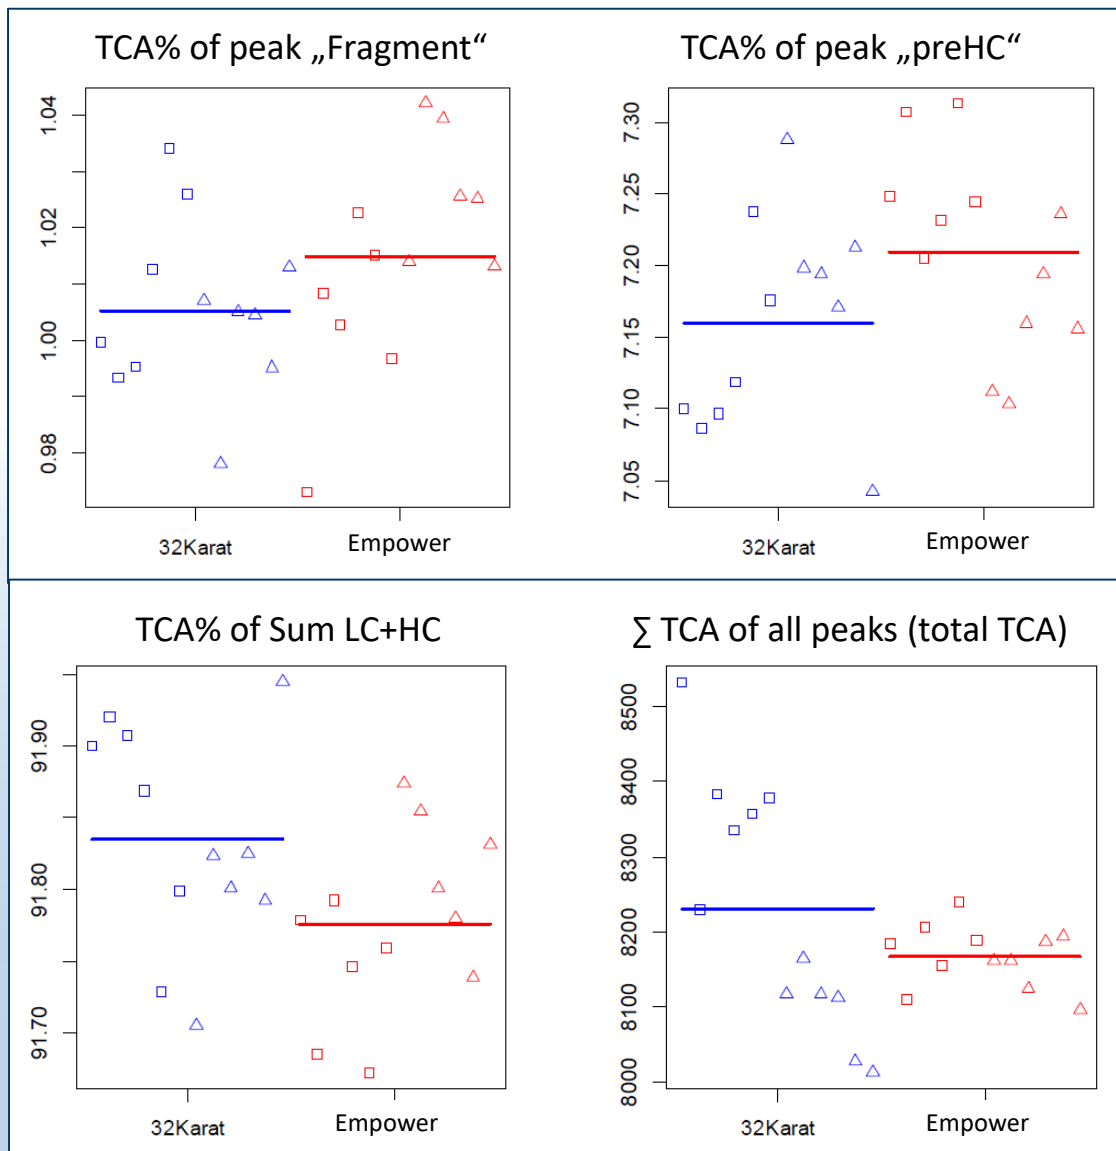 TCA% of peak „Fragment“
1.04
1.02
1.00
0.98
32Karat
Empower
TCA% of peak „preHC“
7.30
7.25
7.20
7.15
7.10
7.05
32Karat
Empower
TCA% of Sum LC+HC
91.90
91.80
91.70
32Karat
Empower
∑ TCA of all peaks (total TCA)
8500
8400
8300
8200
8100
8000
32Karat
Empower